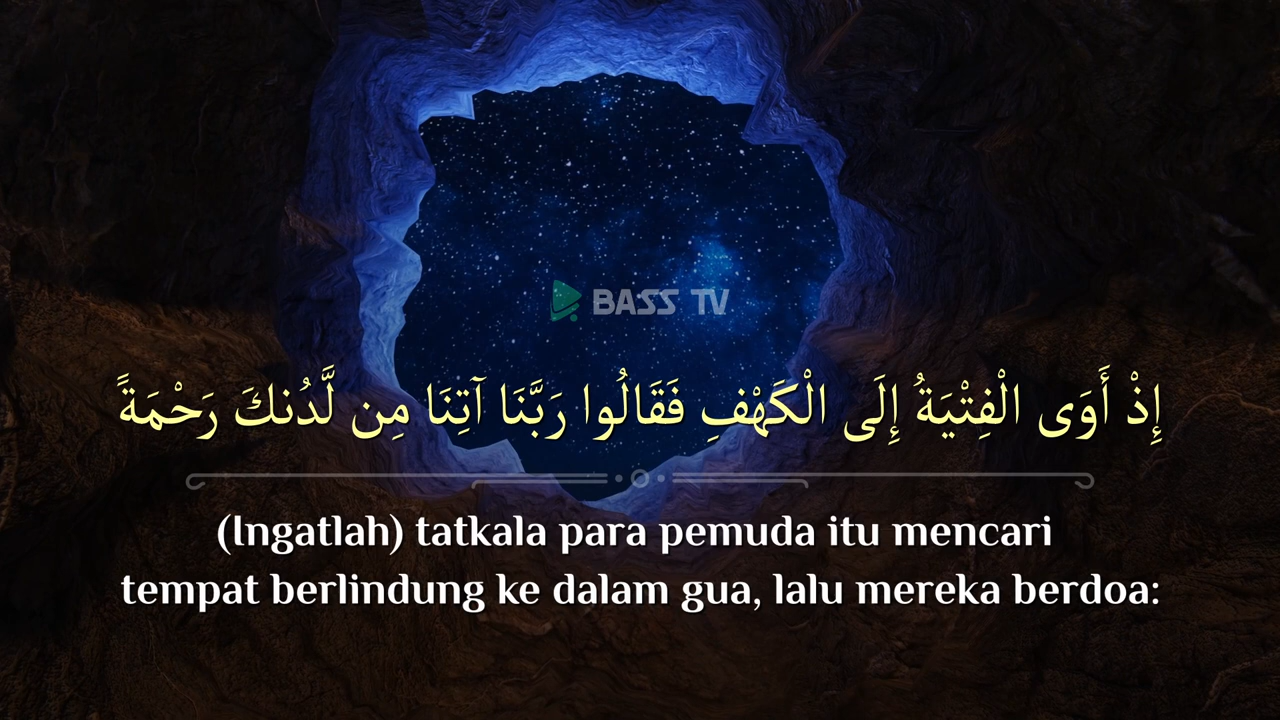 BASS TV
إِذْ أَوَى الْفِتْيَةُ إِلَى الْكَهْفِ فَقَالُوا رَبَّنَا آتِنَا مِن لَّدُنكَ رَحْمَةً
(Ingatlah) tatkala para pemuda itu mencari
tempat berlindung ke dalam gua, lalu mereka berdoa: